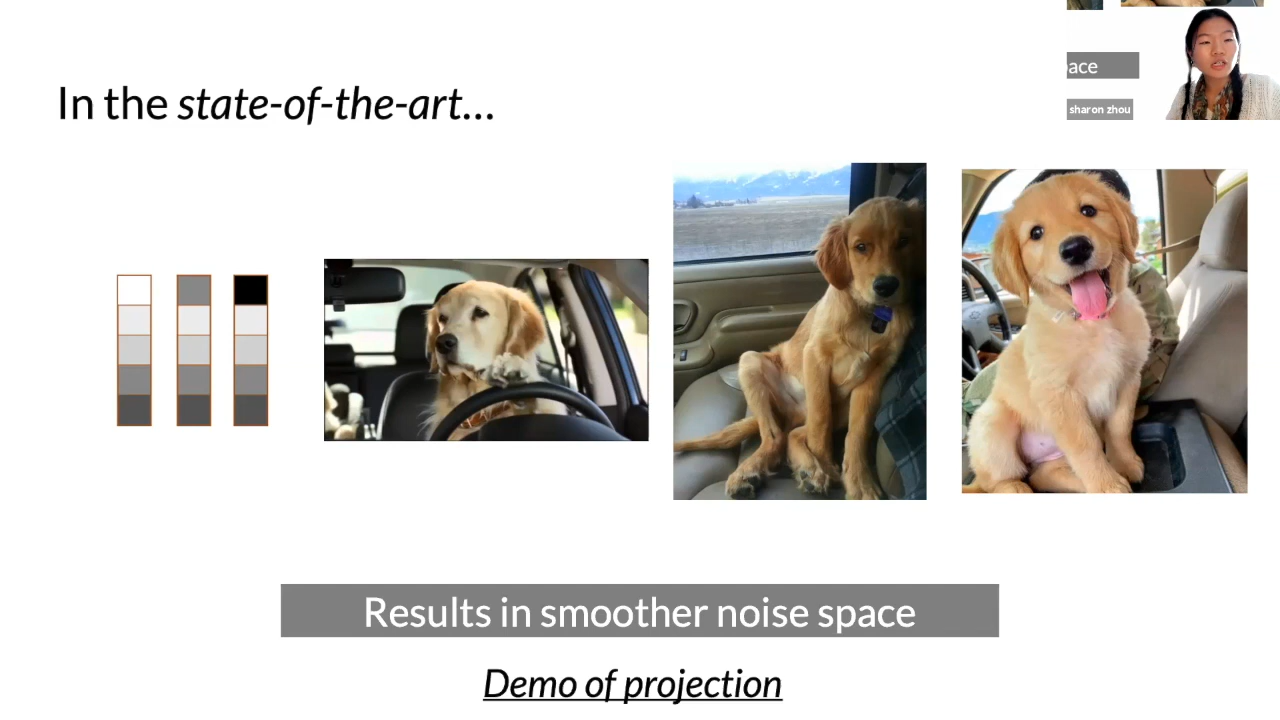 In the state-of-the-art...
ace
sharon zhou
Results in smoother noise space
Demo of projection